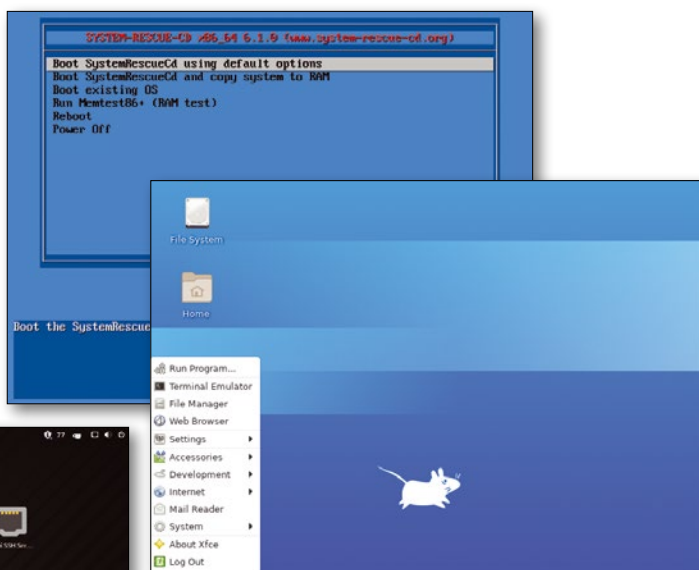 SYSTEM-RESCUE-CD x86_64 6.1.0 (www.system-rescue-cd.org)
Boot SystemRescueCd using default options
Boot SystemRescueCd and copy system to RAM
Boot existing OS
Run Memtest86+ (RAM test)
Reboot
Power Off
Boot the SystemRescue
File System
Home
Run Program...
Terminal Emulator
File Manager
Web Browser
Settings
Accessories
Development
Internet
Mail Reader
System
About Xfce
Log Out
77
SSH